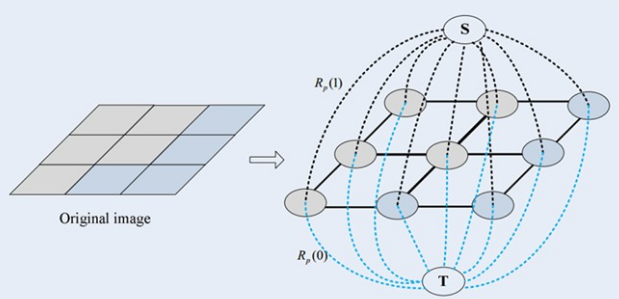 S
R_p(1)
Original image
R_p(0)
T